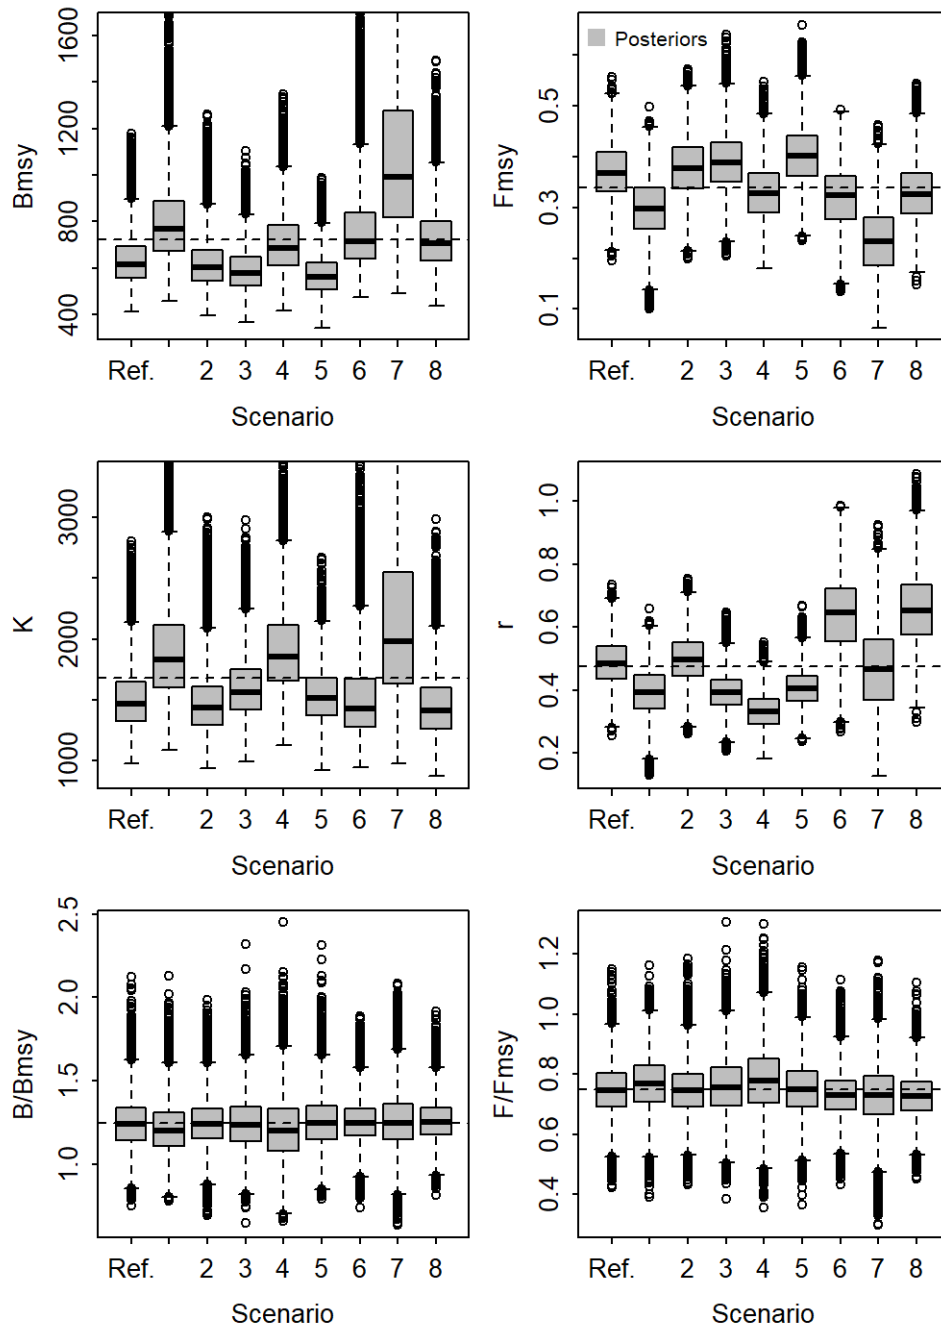 Bmsy
1600
1200
800
400
Ref. 2 3 4 5 6 7 8
Scenario
Fmsy
Posteriors
0.5
0.3
0.1
Ref. 2 3 4 5 6 7 8
Scenario
K
3000
2000
1000
Ref. 2 3 4 5 6 7 8
Scenario
r
1.0
0.8
0.6
0.4
0.2
Ref. 2 3 4 5 6 7 8
Scenario
B/Bmsy
2.5
2.0
1.5
1.0
Ref. 2 3 4 5 6 7 8
Scenario
F/Fmsy
1.2
1.0
0.8
0.6
0.4
Ref. 2 3 4 5 6 7 8
Scenario